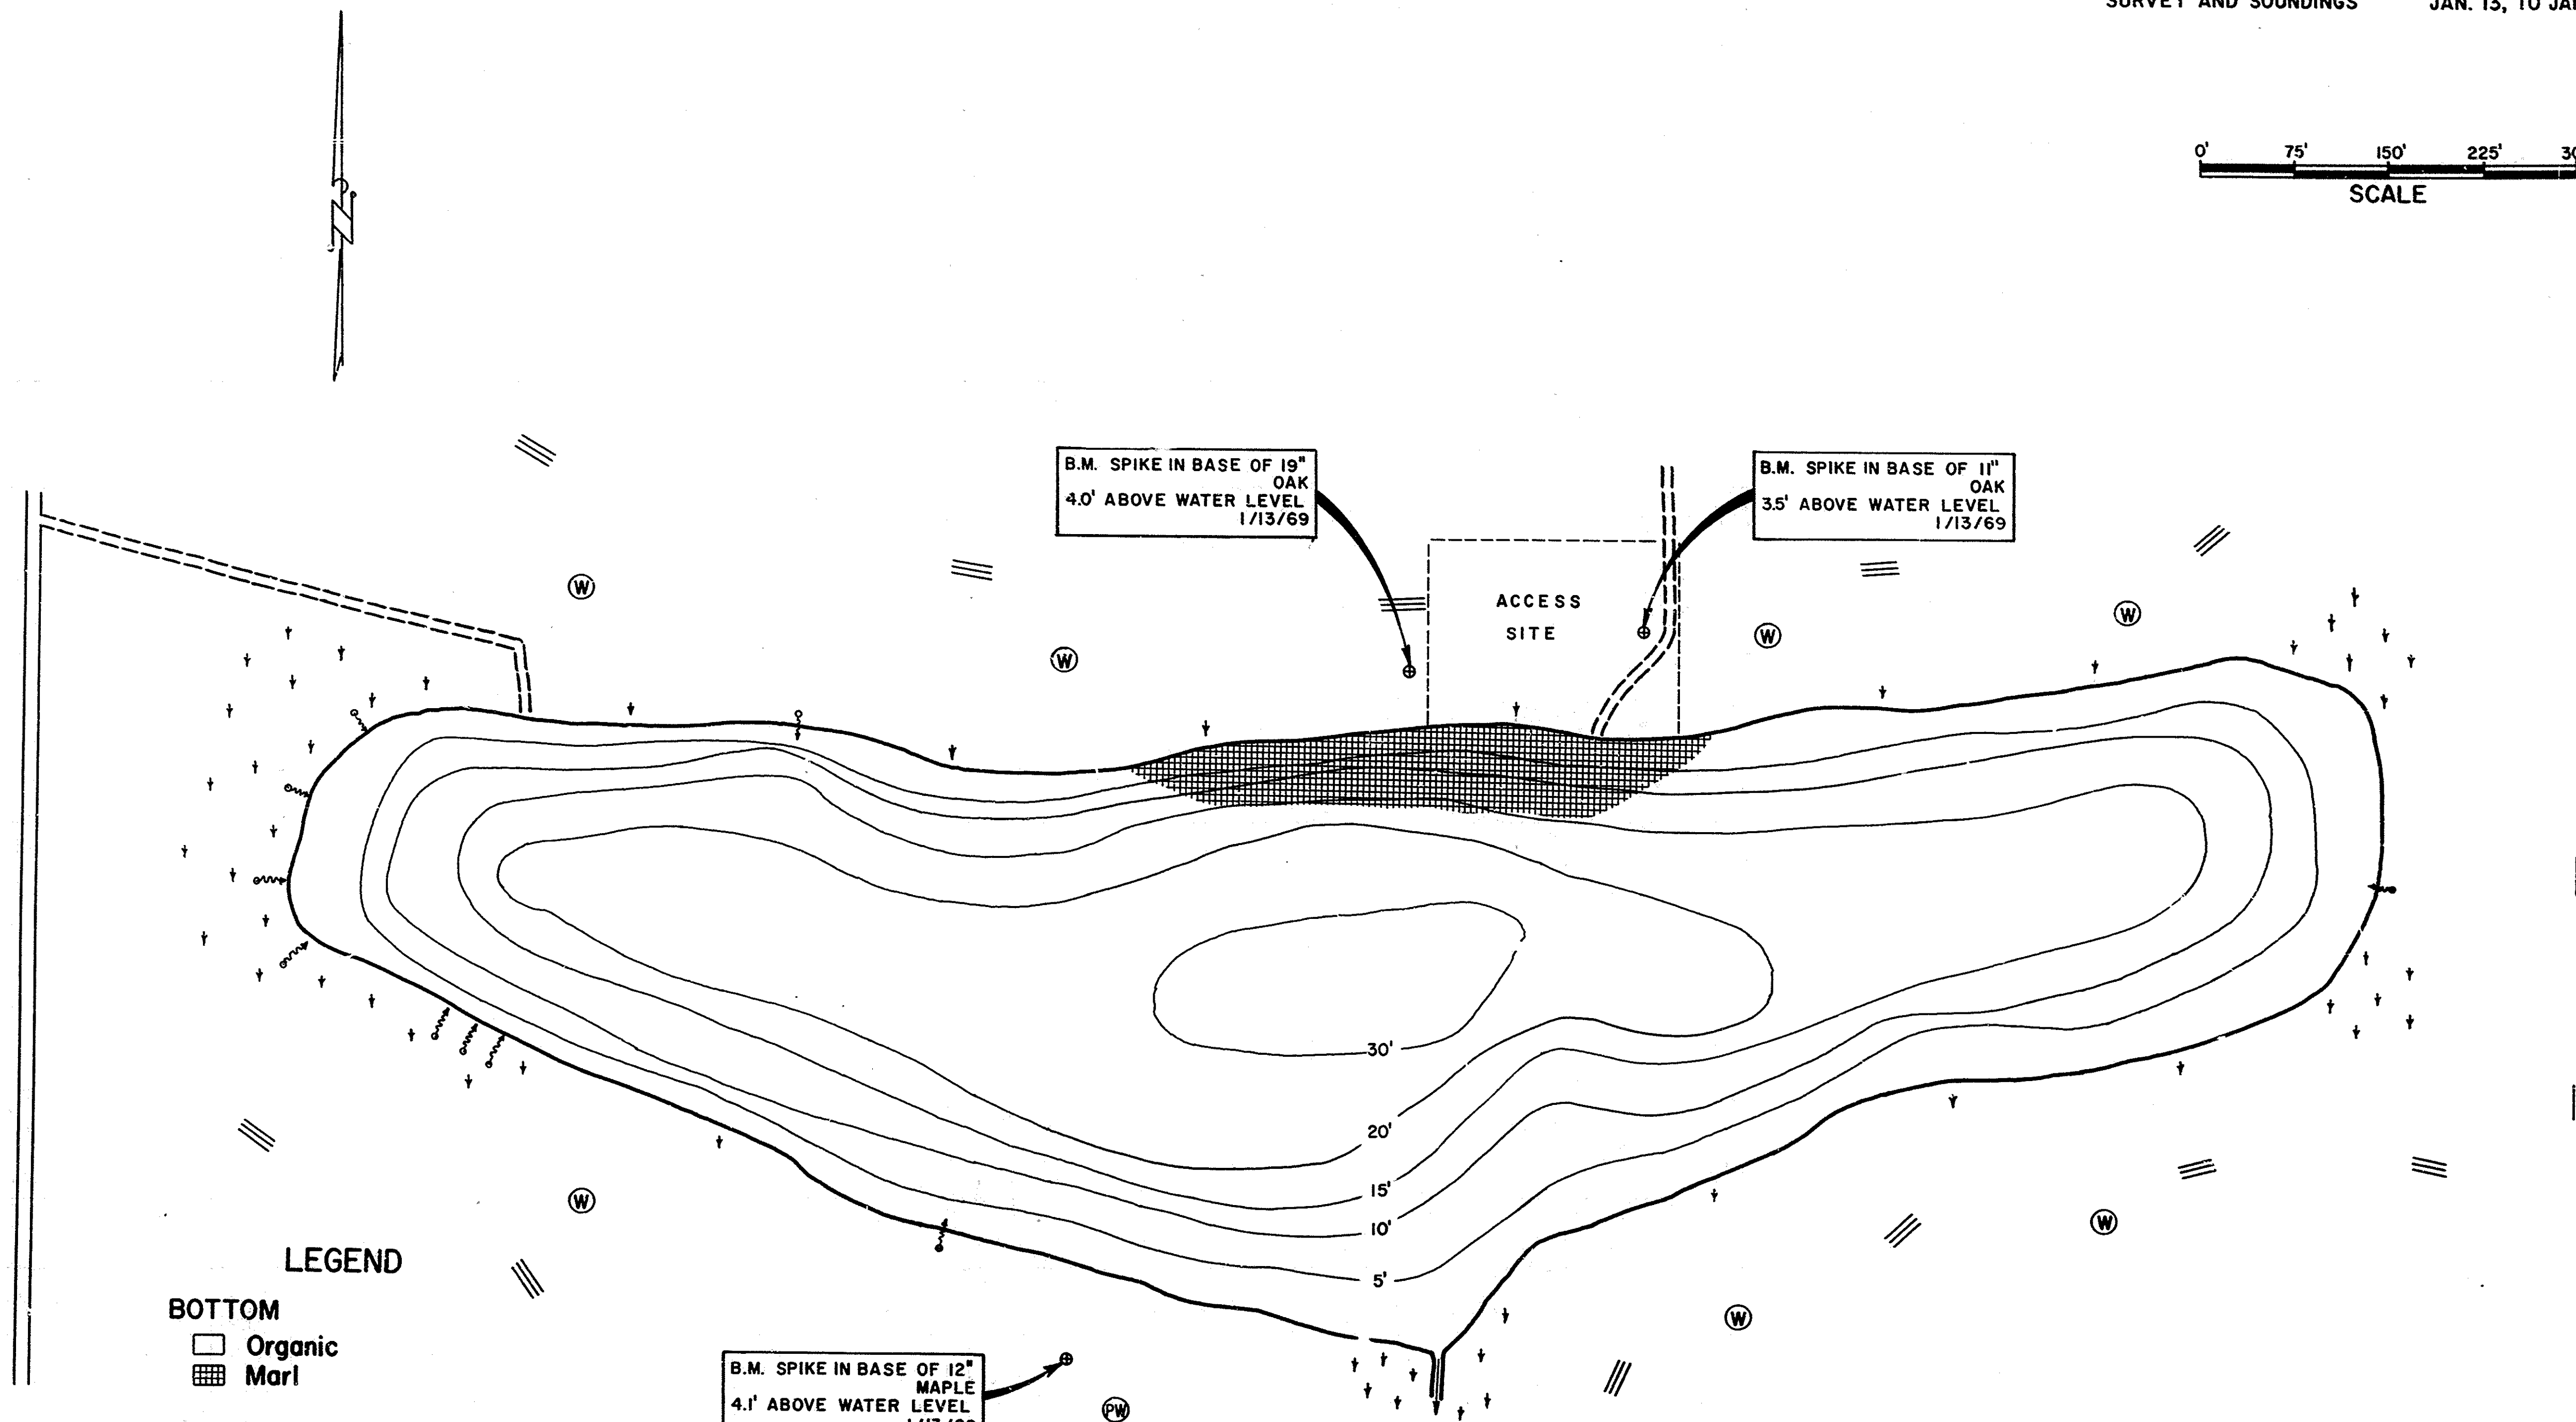 SURVEY AND SOUNDINGS JAN. 13, TO
0' 75' 150' 225'
SCALE
N
B.M. SPIKE IN BASE OF 19"
OAK
4.0' ABOVE WATER LEVEL
1/13/69
B.M. SPIKE IN BASE OF 11"
OAK
3.5' ABOVE WATER LEVEL
1/13/69
ACCESS
SITE
W
W
W
W
30'
20'
15'
10'
5'
W
W
W
LEGEND
BOTTOM
Organic
Marl
B.M. SPIKE IN BASE OF 12"
MAPLE
4.1' ABOVE WATER LEVEL
PW